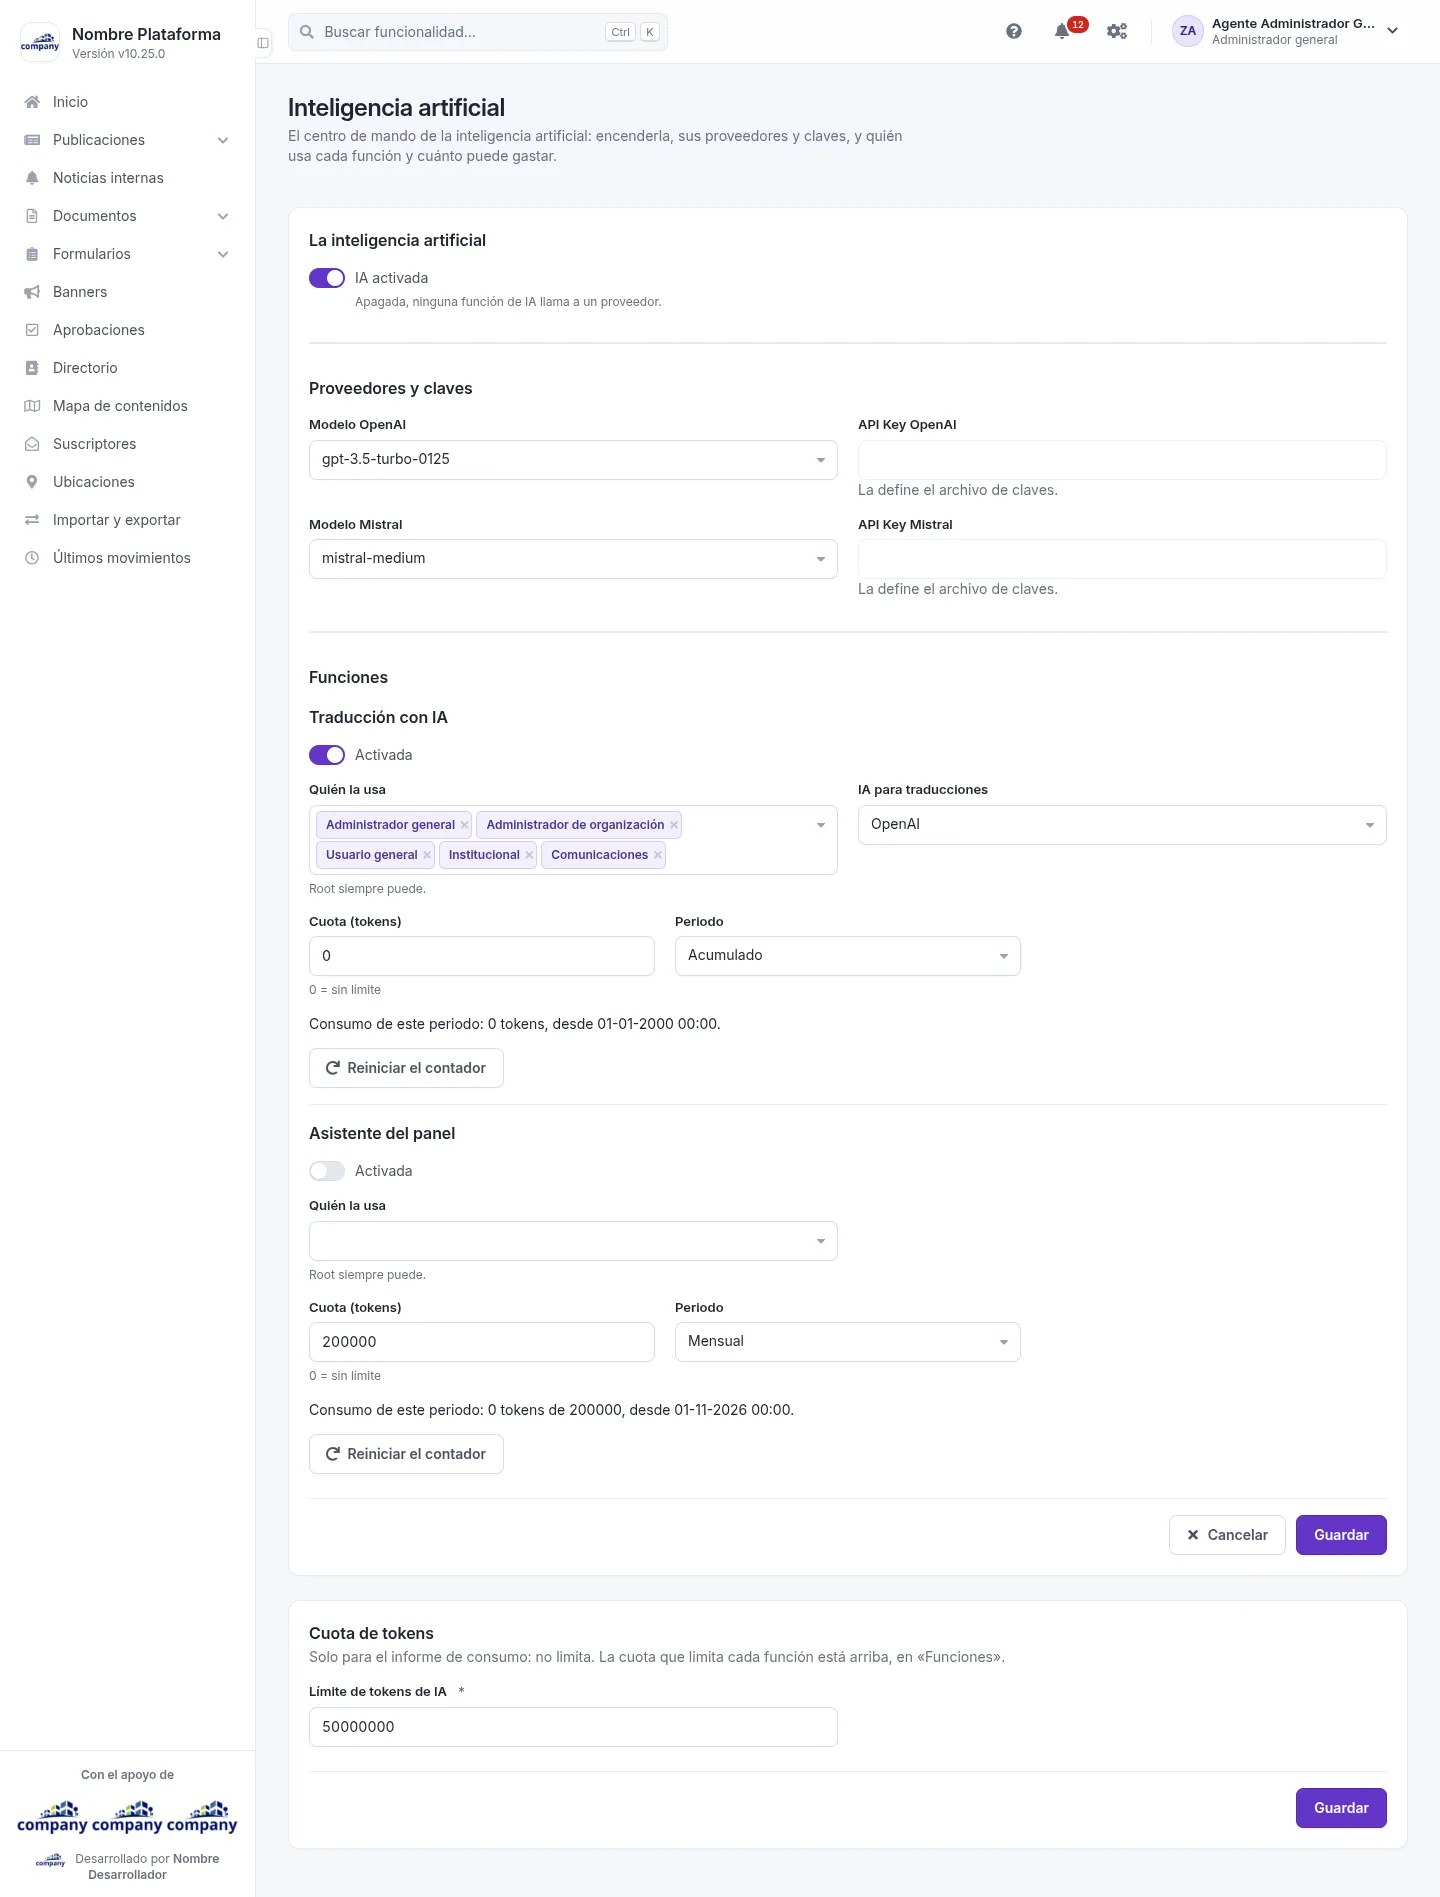 Nombre Plataforma
Versión v10.25.0
Buscar funcionalidad...
Ctrl K
12
ZA
Agente Administrador G...
Administrador general
Inicio
Publicaciones
Noticias internas
Documentos
Formularios
Banners
Aprobaciones
Directorio
Mapa de contenidos
Suscriptores
Ubicaciones
Importar y exportar
Últimos movimientos
Con el apoyo de
company company company
company
Desarrollado por Nombre
Desarrollador
Inteligencia artificial
El centro de mando de la inteligencia artificial: encenderla, sus proveedores y claves, y quién
usa cada función y cuánto puede gastar.
La inteligencia artificial
IA activada
Apagada, ninguna función de IA llama a un proveedor.
Proveedores y claves
Modelo OpenAI
API Key OpenAI
gpt-3.5-turbo-0125
La define el archivo de claves.
Modelo Mistral
API Key Mistral
mistral-medium
La define el archivo de claves.
Funciones
Traducción con IA
Activada
Quién la usa
IA para traducciones
Administrador general × Administrador de organización ×
OpenAI
Usuario general × Institucional × Comunicaciones ×
Root siempre puede.
Cuota (tokens)
Periodo
0
Acumulado
0 = sin límite
Consumo de este periodo: 0 tokens, desde 01-01-2000 00:00.
Reiniciar el contador
Asistente del panel
Activada
Quién la usa
Root siempre puede.
Cuota (tokens)
Periodo
200000
Mensual
0 = sin límite
Consumo de este periodo: 0 tokens de 200000, desde 01-11-2026 00:00.
Reiniciar el contador
Cancelar
Guardar
Cuota de tokens
Solo para el informe de consumo: no limita. La cuota que limita cada función está arriba, en «Funciones».
Límite de tokens de IA *
50000000
Guardar